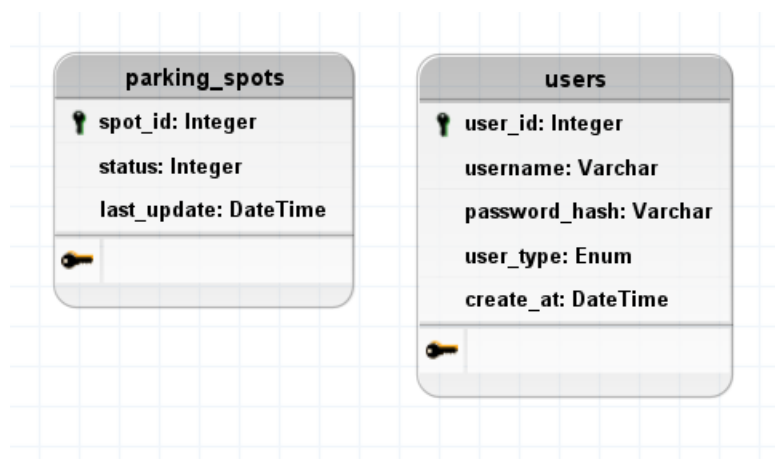 parking_spots
spot_id: Integer
status: Integer
last_update: DateTime
users
user_id: Integer
username: Varchar
password_hash: Varchar
user_type: Enum
create_at: DateTime